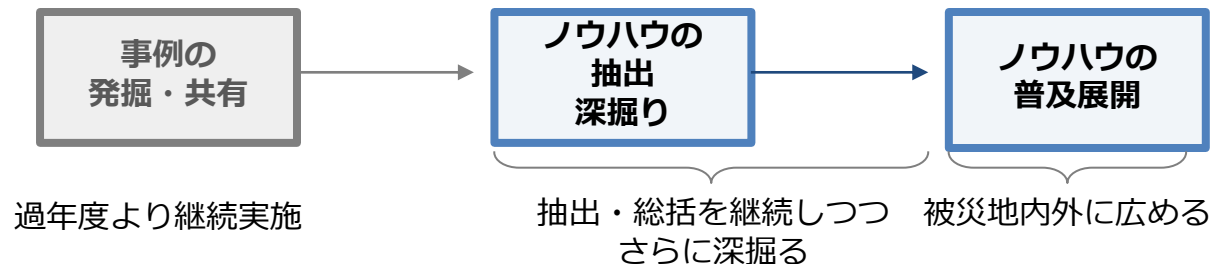 事例の
発掘・共有
ノウハウの
抽出
深掘り
ノウハウの
普及展開
過年度より継続実施
抽出・総括を継続しつつ
さらに深掘る
被災地内外に広める